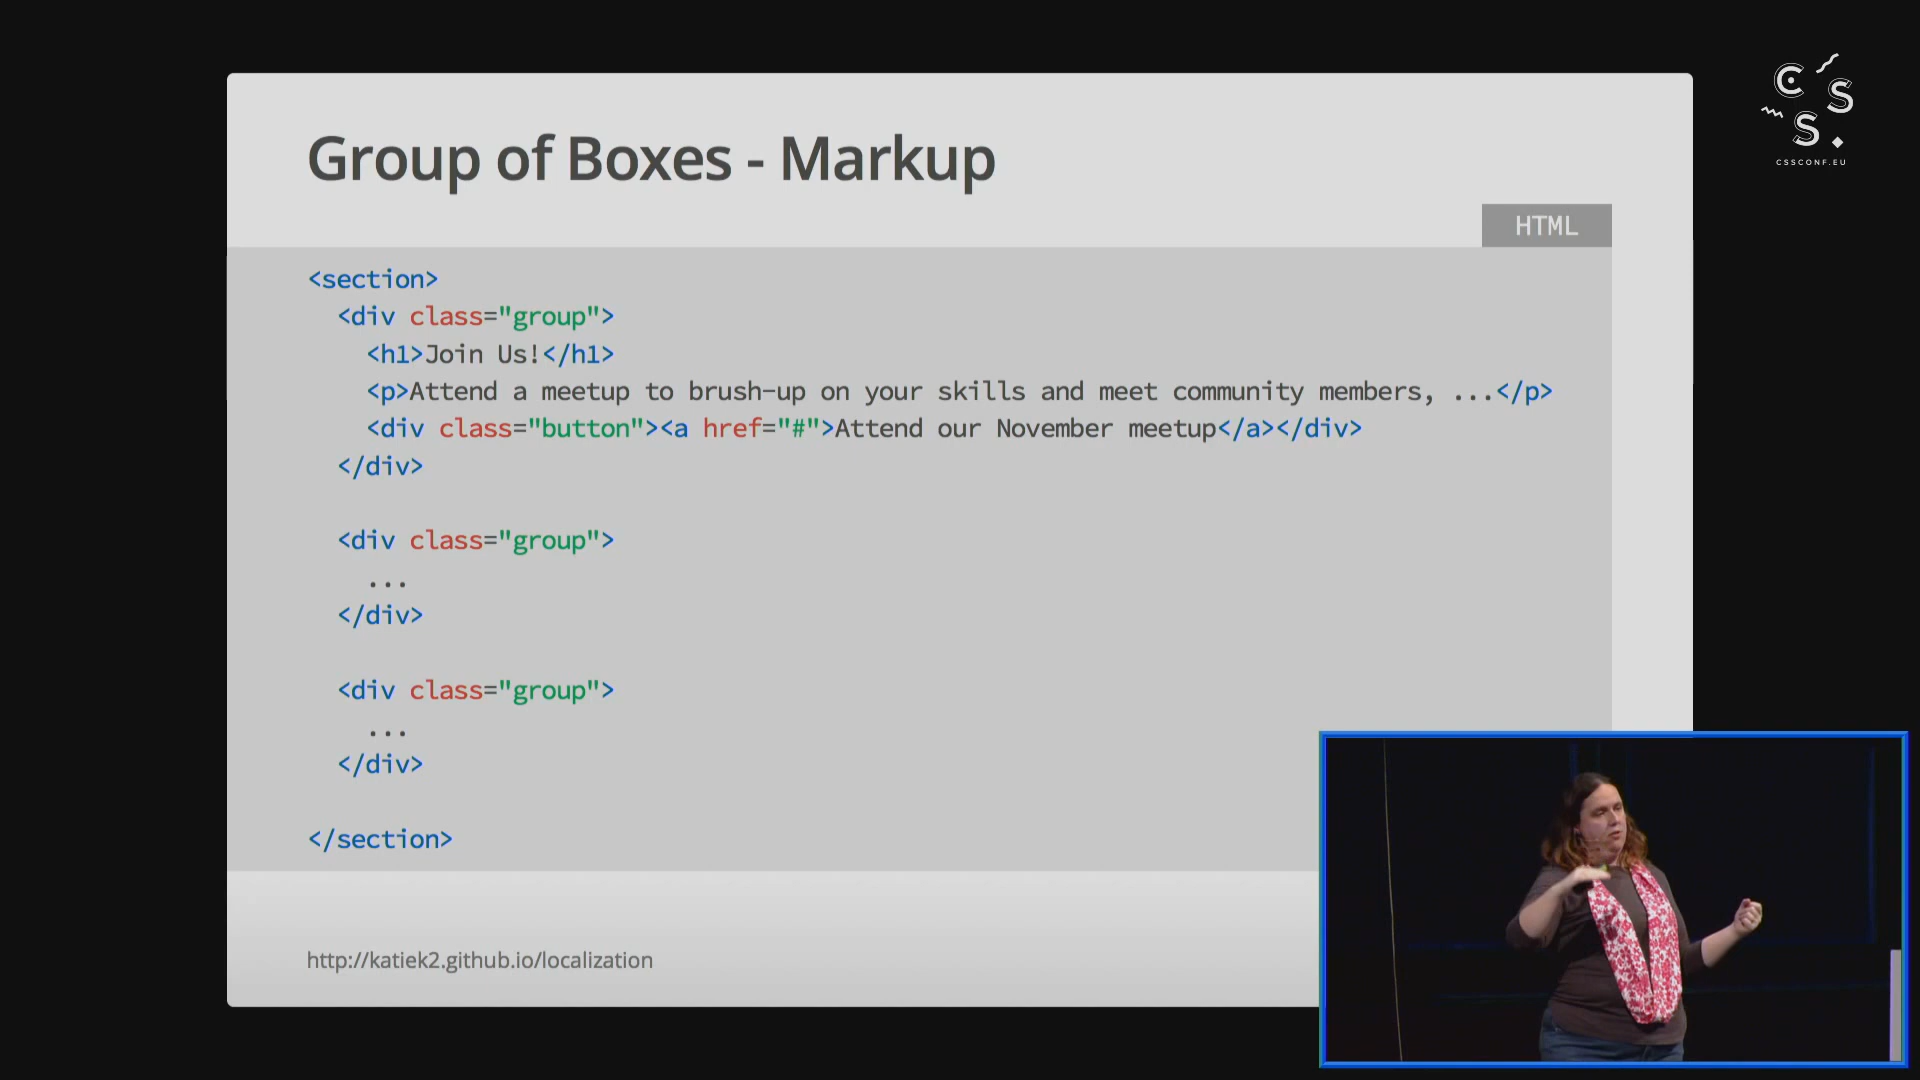 Group of Boxes - Markup
HTML
<section>
<div class="group">
<h1>Join Us!</h1>
<p>Attend a meetup to brush-up on your skills and meet community members, ...</p>
<div class="button"><a href="#">Attend our November meetup</a></div>
</div>
<div class="group">
...
</div>
<div class="group">
...
</div>
</section>
http://katiek2.github.io/localization
CSS
CSSCONF.EU